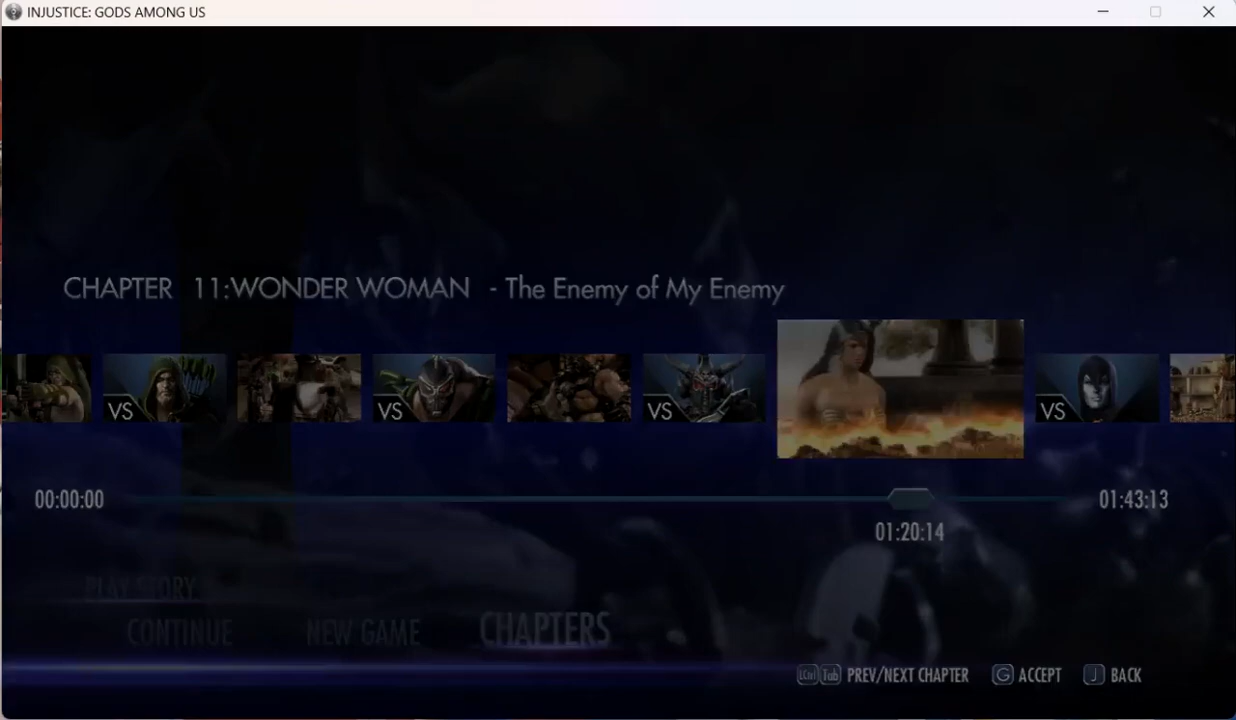 INJUSTICE: GODS AMONG US
CHAPTER 11:WONDER WOMAN - The Enemy of My Enemy
VS VS VS VS
00:00:00 01:43:13
01:20:14
PLAY STORY
CONTINUE NEW GAME CHAPTERS
LCtrl Tab PREV/NEXT CHAPTER G ACCEPT J BACK